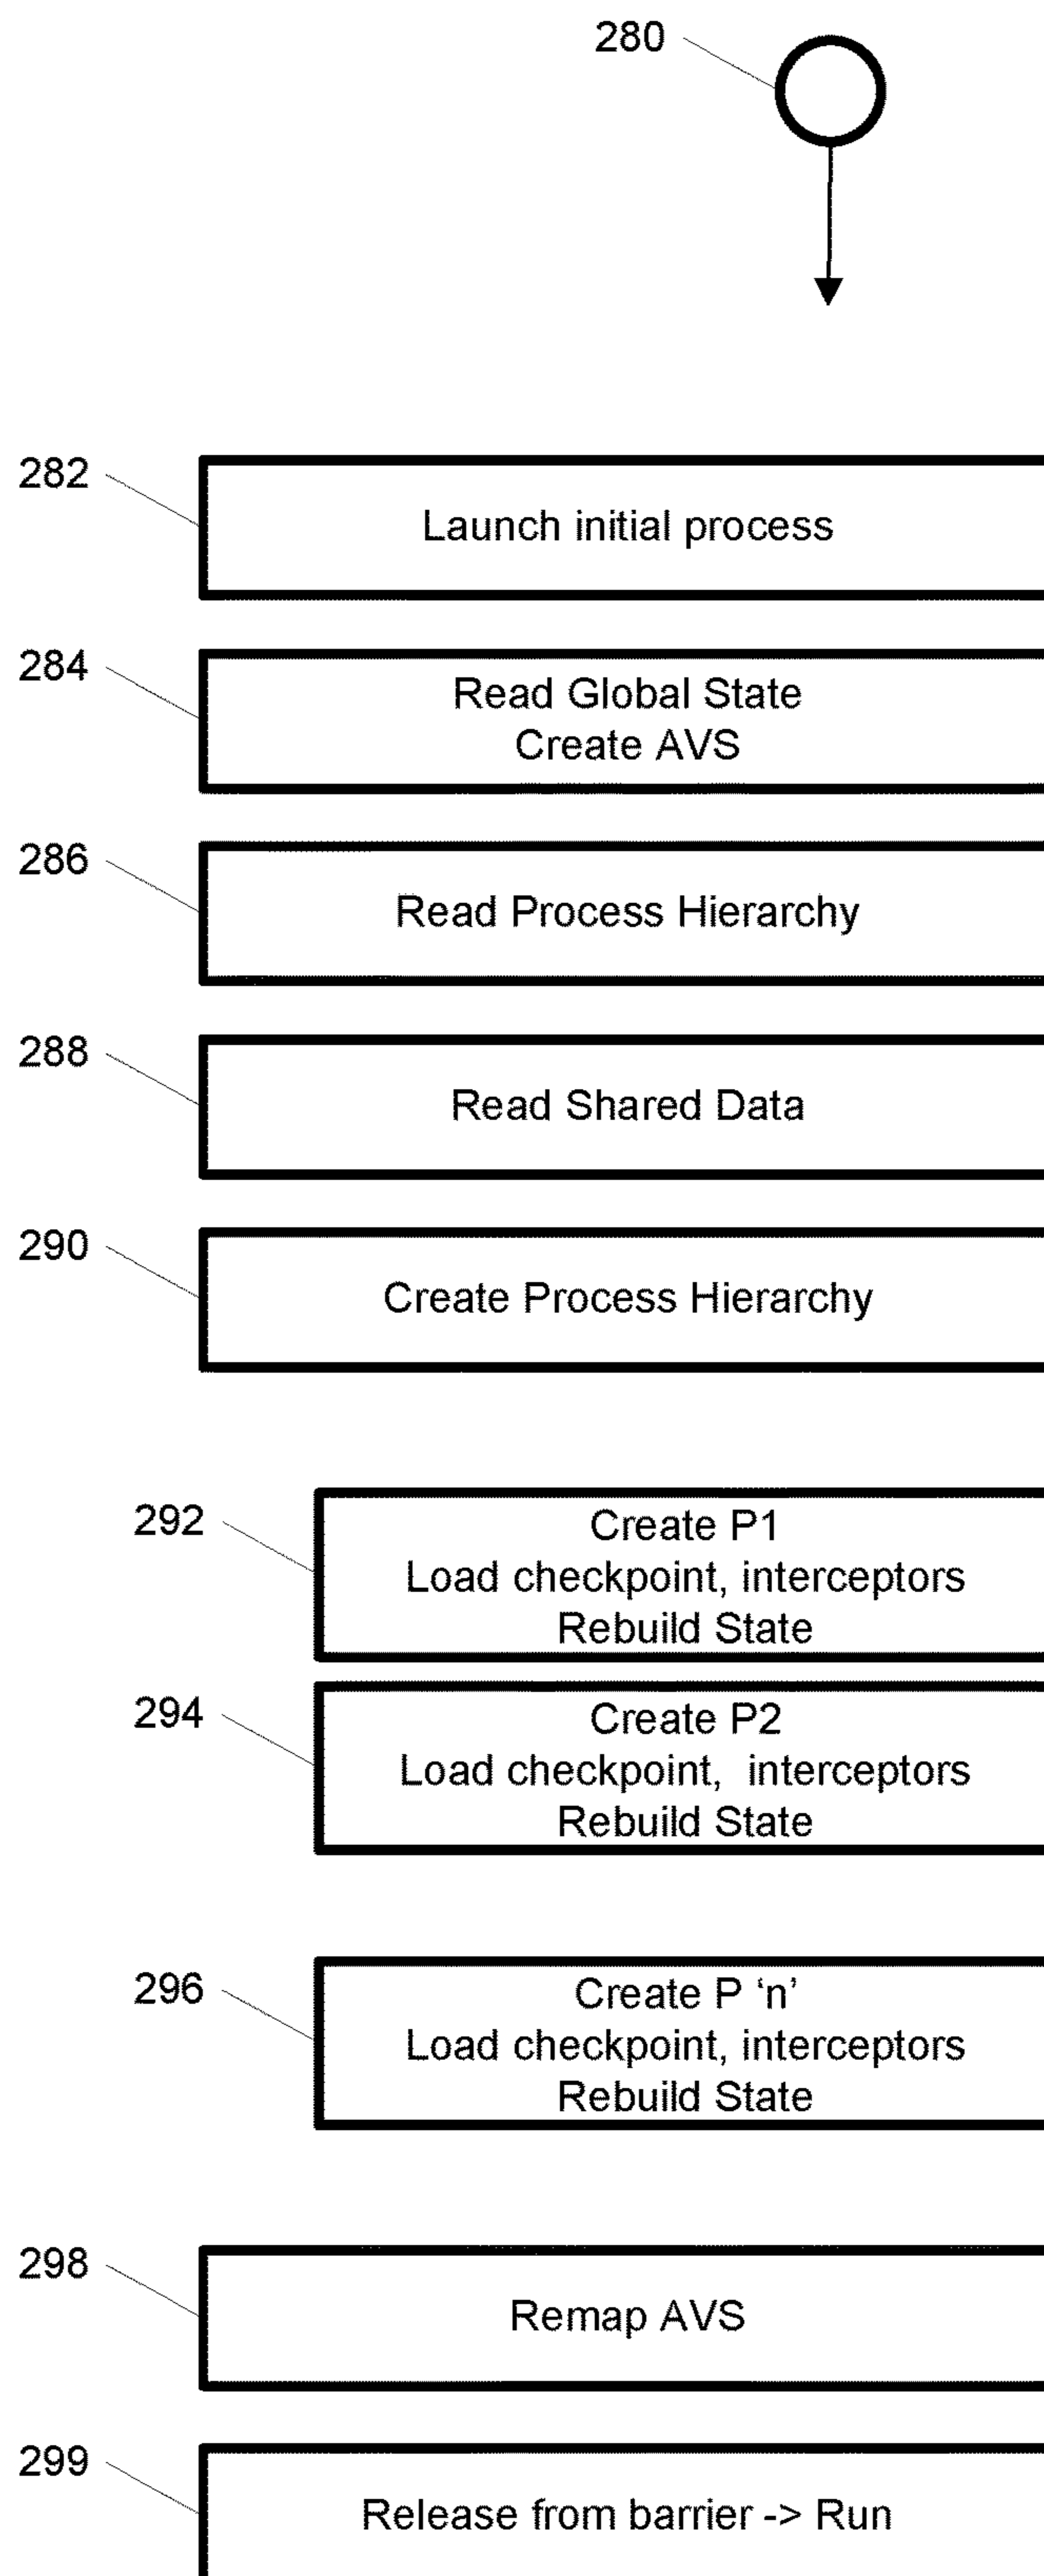 280
282
Launch initial process
284
Read Global State
Create AVS
286
Read Process Hierarchy
288
Read Shared Data
290
Create Process Hierarchy
292
Create P1
Load checkpoint, interceptors
Rebuild State
294
Create P2
Load checkpoint,  interceptors
Rebuild State
296
Create P ‘n’
Load checkpoint, interceptors
Rebuild State
298
Remap AVS
299
Release from barrier -> Run